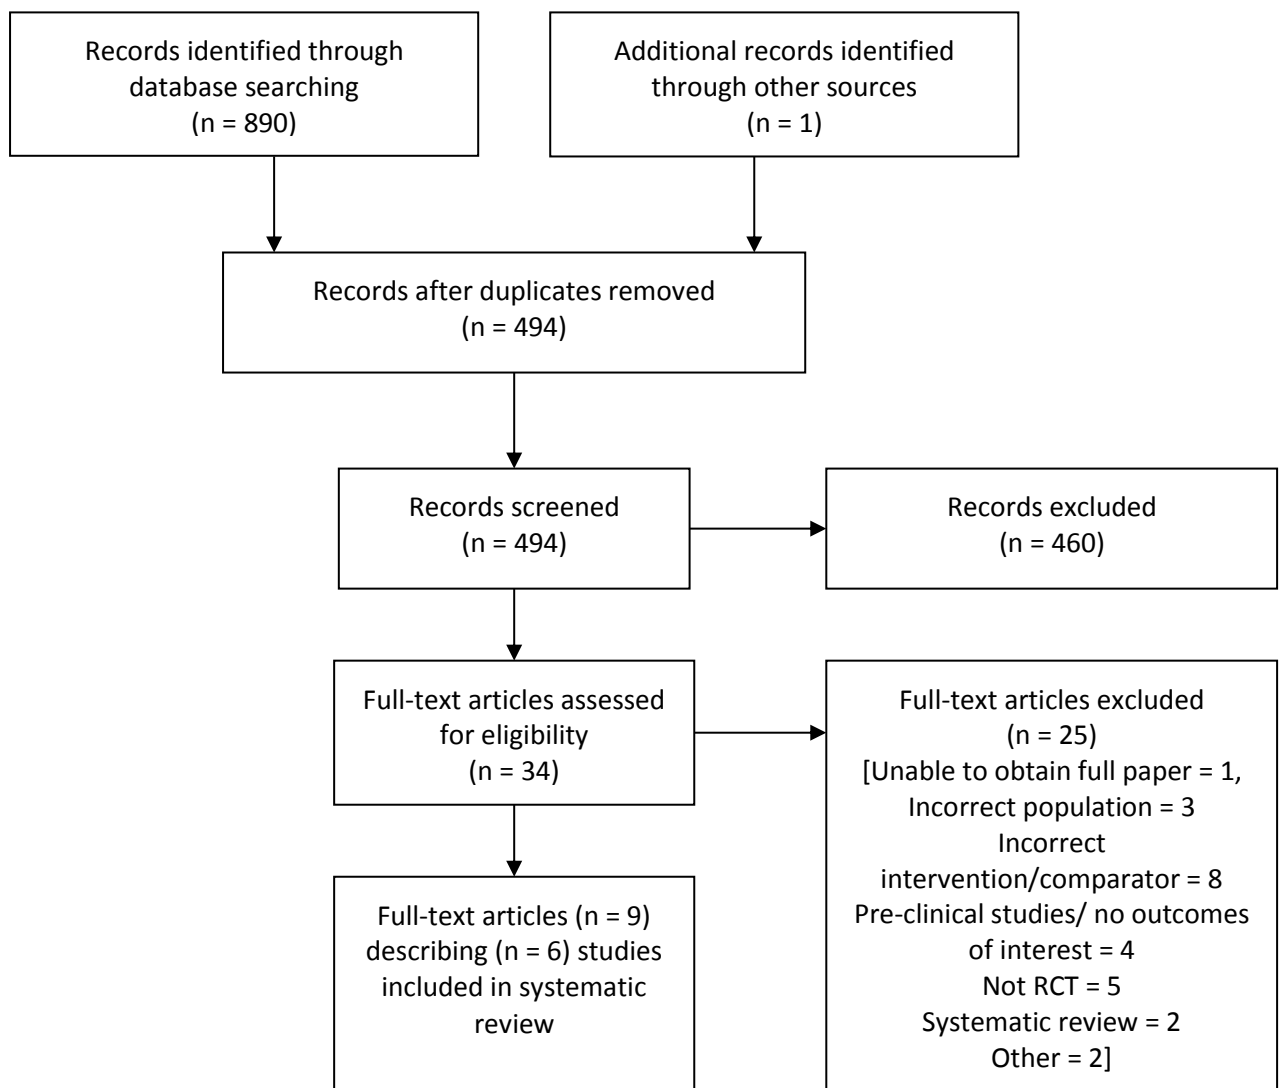 Records identified through
database searching
(n = 890)
Additional records identified
through other sources
(n = 1)
Records after duplicates removed
(n = 494)
Records screened
(n = 494)
Records excluded
(n = 460)
Full-text articles assessed
for eligibility
(n = 34)
Full-text articles excluded
(n = 25)
[Unable to obtain full paper = 1,
Incorrect population = 3
Incorrect
intervention/comparator = 8
Pre-clinical studies/ no outcomes
of interest = 4
Not RCT = 5
Systematic review = 2
Other = 2]
Full-text articles (n = 9)
describing (n = 6) studies
included in systematic
review